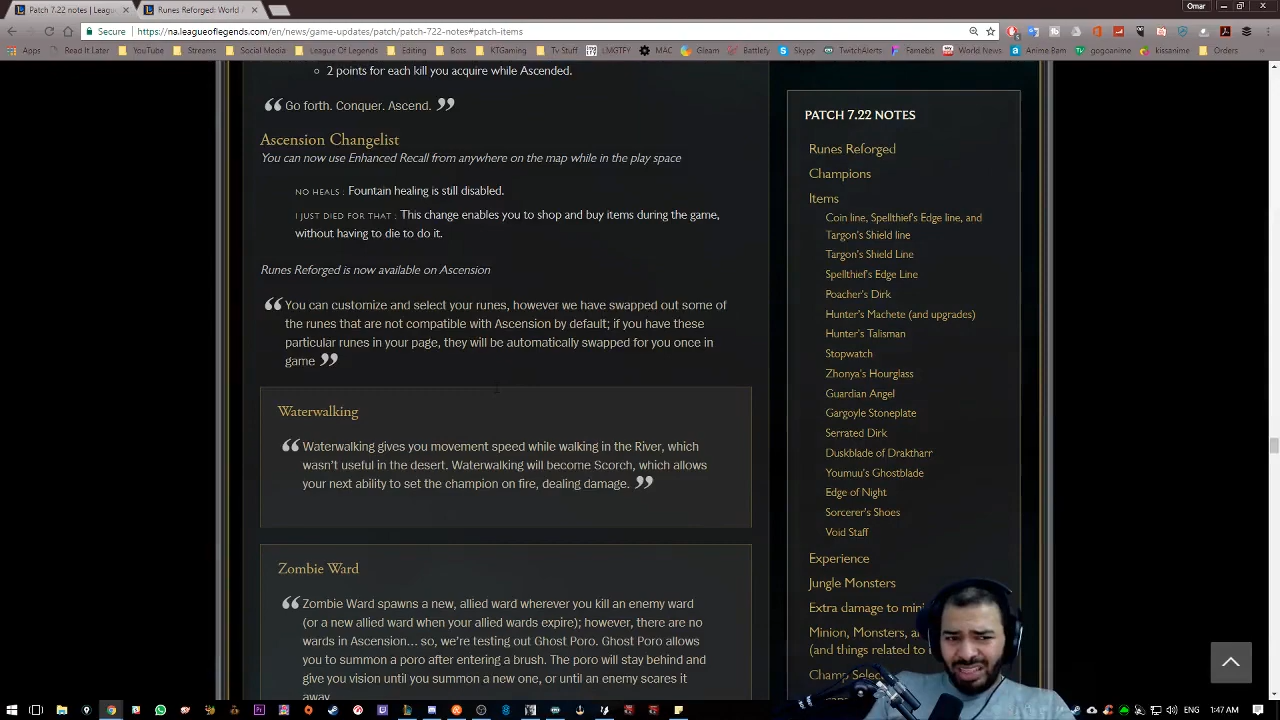 Patch 7.22 notes | Leagu
Runes Reforged: World A
Omar
Secure
https://na.leagueoflegends.com/en/news/game-updates/patch/patch-722-notes#patch-items
Apps
Read It Later
YouTube
Streams
Social Media
League Of Legends
Editing
Bots
KTGaming
Tv Stuff
LMGTFY
MAC
Gleam
Battlefy
Skype
TwitchAlerts
Famebit
World News
Anime Bam
gogoanime
kissanime
Orders
2 points for each kill you acquire while Ascended.
Go forth. Conquer. Ascend.
Ascension Changelist
You can now use Enhanced Recall from anywhere on the map while in the play space
NO HEALS : Fountain healing is still disabled.
I JUST DIED FOR THAT : This change enables you to shop and buy items during the game,
without having to die to do it.
Runes Reforged is now available on Ascension
You can customize and select your runes, however we have swapped out some of
the runes that are not compatible with Ascension by default; if you have these
particular runes in your page, they will be automatically swapped for you once in
game
Waterwalking
Waterwalking gives you movement speed while walking in the River, which
wasn't useful in the desert. Waterwalking will become Scorch, which allows
your next ability to set the champion on fire, dealing damage.
Zombie Ward
Zombie Ward spawns a new, allied ward wherever you kill an enemy ward
(or a new allied ward when your allied wards expire); however, there are no
wards in Ascension... so, we're testing out Ghost Poro. Ghost Poro allows
you to summon a poro after entering a brush. The poro will stay behind and
give you vision until you summon a new one, or until an enemy scares it
away.
PATCH 7.22 NOTES
Runes Reforged
Champions
Items
Coin line, Spellthief's Edge line, and
Targon's Shield line
Targon's Shield Line
Spellthief's Edge Line
Poacher's Dirk
Hunter's Machete (and upgrades)
Hunter's Talisman
Stopwatch
Zhonya's Hourglass
Guardian Angel
Gargoyle Stoneplate
Serrated Dirk
Duskblade of Draktharr
Youmuu's Ghostblade
Edge of Night
Sorcerer's Shoes
Void Staff
Experience
Jungle Monsters
Extra damage to mini
Minion, Monsters, a
(and things related to
Champ Selec
ENG
1:47 AM